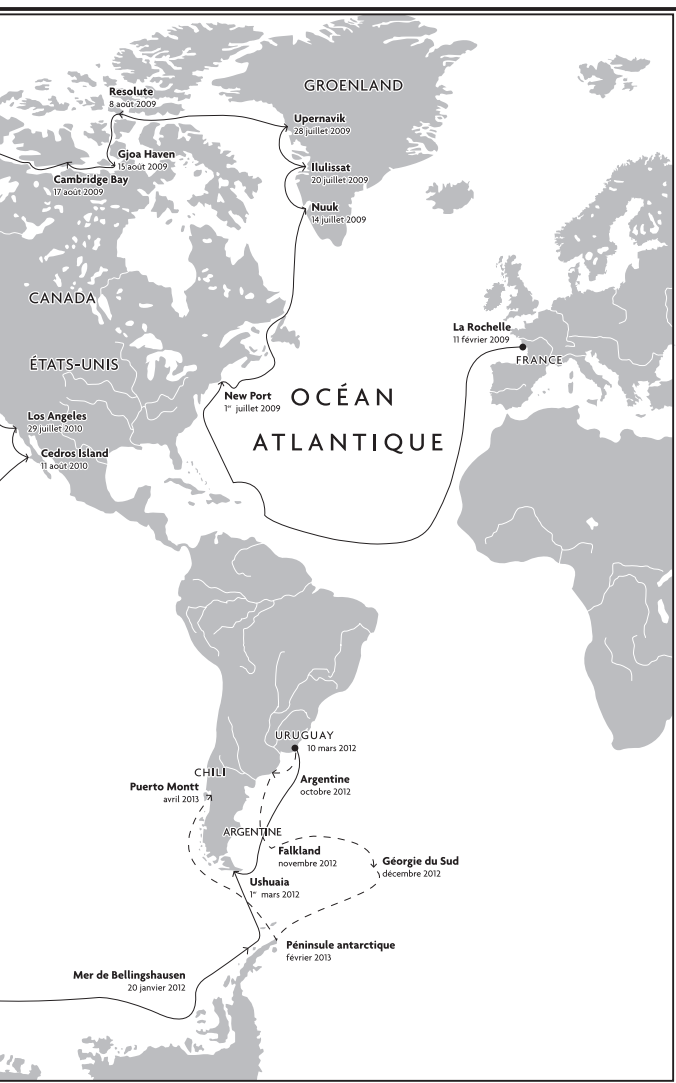 GROENLAND
Resolute
8 août 2009
Upernavik
28 juillet 2009
Gjoa Haven
15 août 2009
Ilulissat
20 juillet 2009
Cambridge Bay
17 août 2009
Nuuk
14 juillet 2009
CANADA
La Rochelle
11 février 2009
FRANCE
ÉTATS-UNIS
New Port
1er juillet 2009
OCÉAN
ATLANTIQUE
Los Angeles
29 juillet 2010
Cedros Island
11 août 2010
URUGUAY
10 mars 2012
CHILI
Argentine
octobre 2012
Puerto Montt
avril 2013
ARGENTINE
Falkland
novembre 2012
Géorgie du Sud
décembre 2012
Ushuaia
1er mars 2012
Péninsule antarctique
février 2013
Mer de Bellingshausen
20 janvier 2012